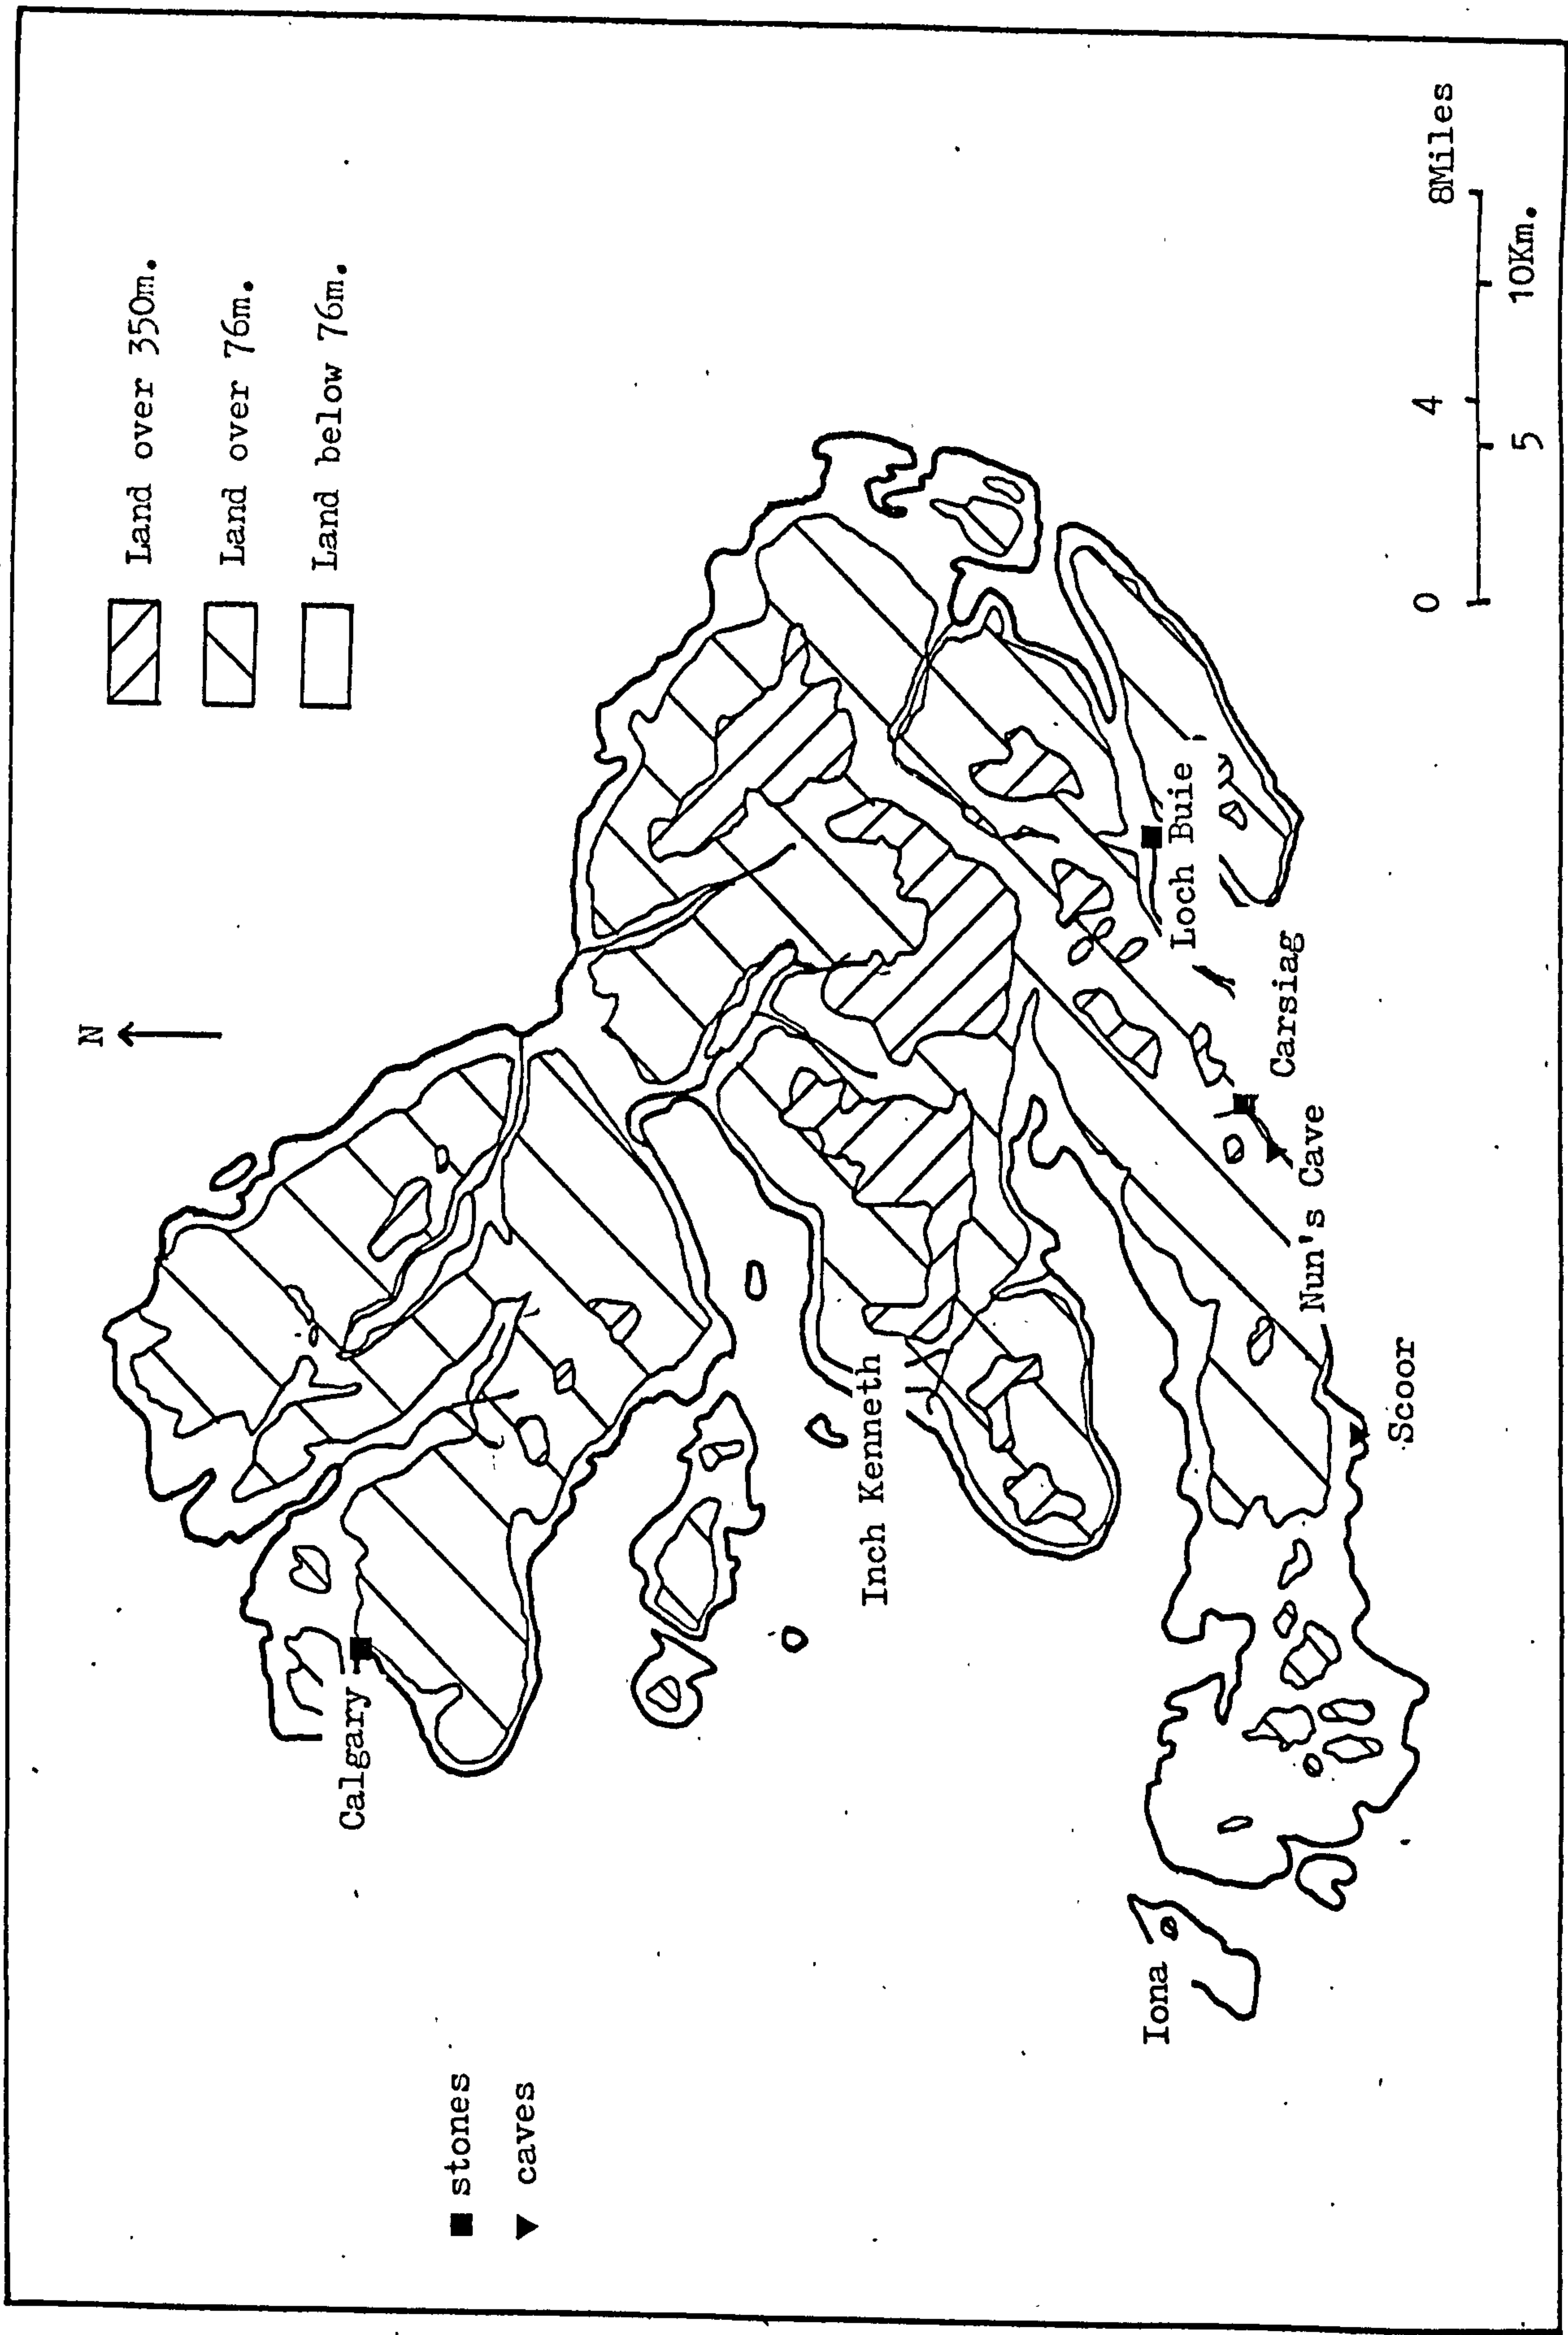 N
Land over 350m.
Land over 76m.
Land below 76m.
stones
caves
Calgary
Inch Kenneth
Iona
Loch Buie
Carsiag
Nun's Cave
Scoor
0 4 8Miles
5 10Km.